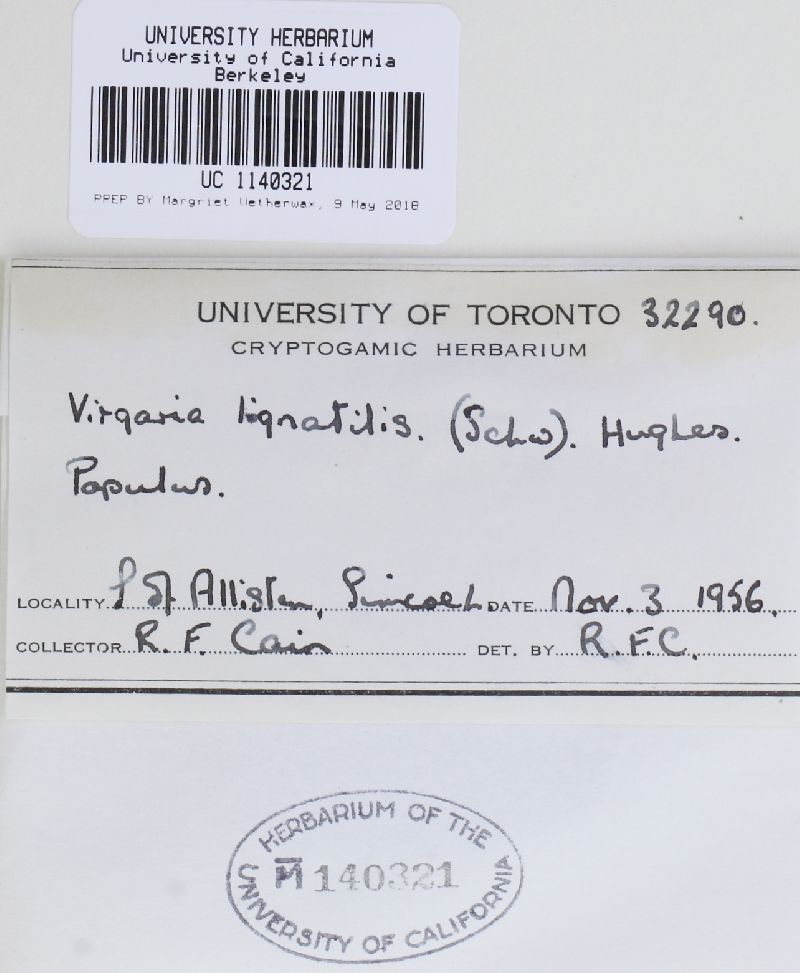 UNIVERSITY HERBARIUM
University of California
Berkeley
UC 1140321
PREP BY Margriet Wetherwax, 9 May 2018
UNIVERSITY OF TORONTO 32290.
CRYPTOGAMIC HERBARIUM
Virgaria lignatilis. (Schw). Hughes.
Populus.
LOCALITY Alliston, DATE Nov. 3 1956.
COLLECTOR R. F. Cain DET. BY R.F.C.
HERBARIUM OF THE
M 140321
UNIVERSITY OF CALIFORNIA